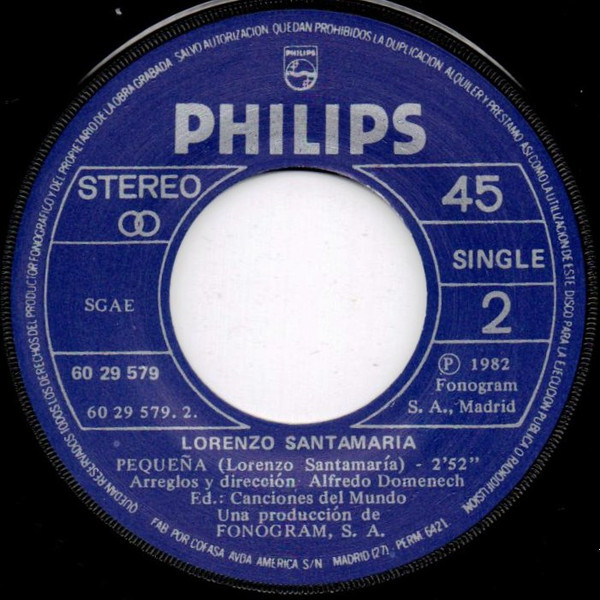 QUEDAN RESERVADOS TODOS LOS DERECHOS DEL PRODUCTOR FONOGRAFICO Y DEL PROPIETARIO DE LA OBRA GRABADA. SALVO AUTORIZACION QUEDAN PROHIBIDOS LA DUPLICACION, ALQUILER Y PRESTAMO, ASI COMO LA UTILIZACION DE ESTE DISCO PARA LA EJECUCION PUBLICA O RADIODIFUSION.
PHILIPS
PHILIPS
STEREO
45
SINGLE
SGAE
2
60 29 579
Ⓟ 1982
Fonogram
60 29 579. 2.
S. A., Madrid
LORENZO SANTAMARIA
PEQUEÑA (Lorenzo Santamaría) - 2'52"
Arreglos y dirección Alfredo Domenech
Ed.: Canciones del Mundo
Una producción de
FONOGRAM, S. A.
FAB POR COFASA AVDA AMERICA S/N MADRID (27). PERM. 6421.